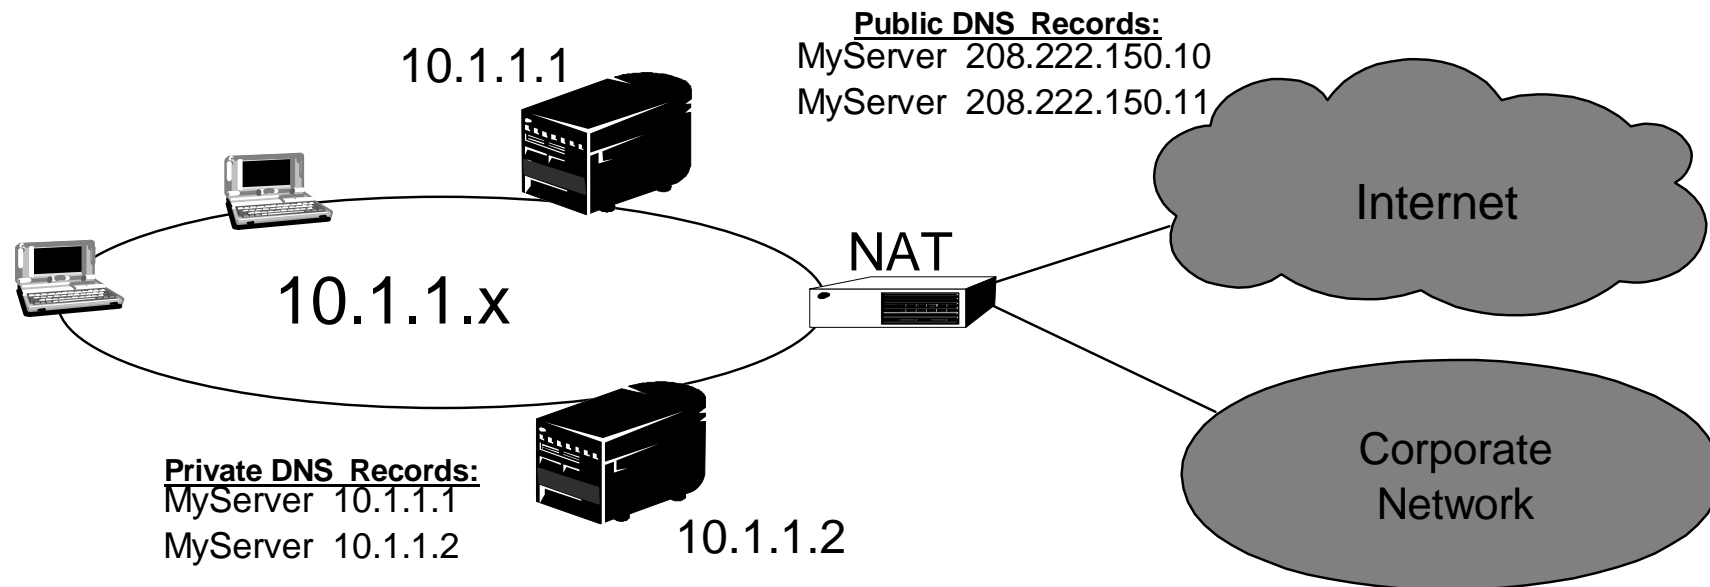 Public DNS Records:
MyServer 208.222.150.10
MyServer 208.222.150.11
10.1.1.1
Internet
NAT
10.1.1.x
Corporate
Network
Private DNS Records:
MyServer 10.1.1.1
MyServer 10.1.1.2
10.1.1.2